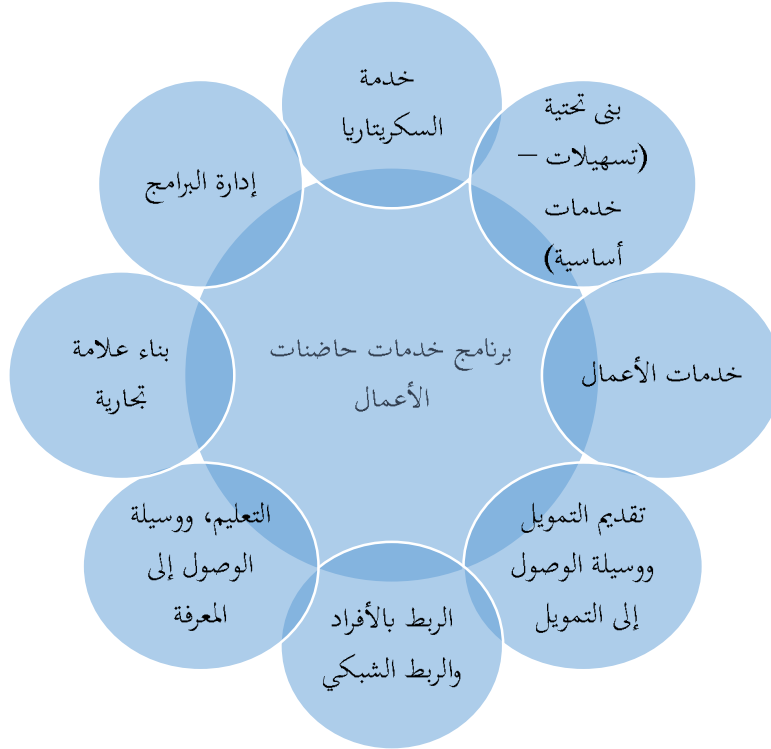 خدمة
السكريتاريا
بنى تحتية
(تسهيلات –
خدمات
أساسية)
خدمات الأعمال
تقديم التمويل
ووسيلة الوصول
إلى التمويل
الربط بالأفراد
والربط الشبكي
التعليم، ووسيلة
الوصول إلى
المعرفة
بناء علامة
تجارية
إدارة البرامج
برنامج خدمات حاضنات
الأعمال